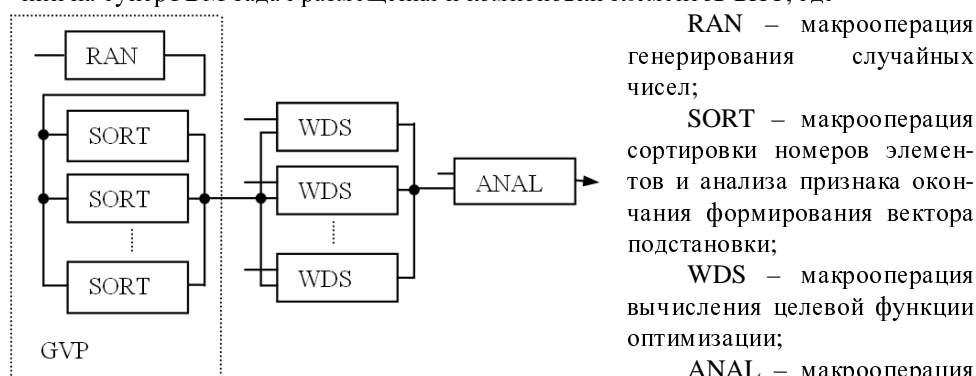 RAN – макрооперация
генерирования случайных
чисел;
SORT – макрооперация
сортировки номеров элемен-
тов и анализа признака окон-
чания формирования вектора
подстановки;
WDS – макрооперация
вычисления целевой функции
оптимизации;
ANAL – макрооперация
RAN
SORT
SORT
SORT
GVP
WDS
WDS
WDS
ANAL